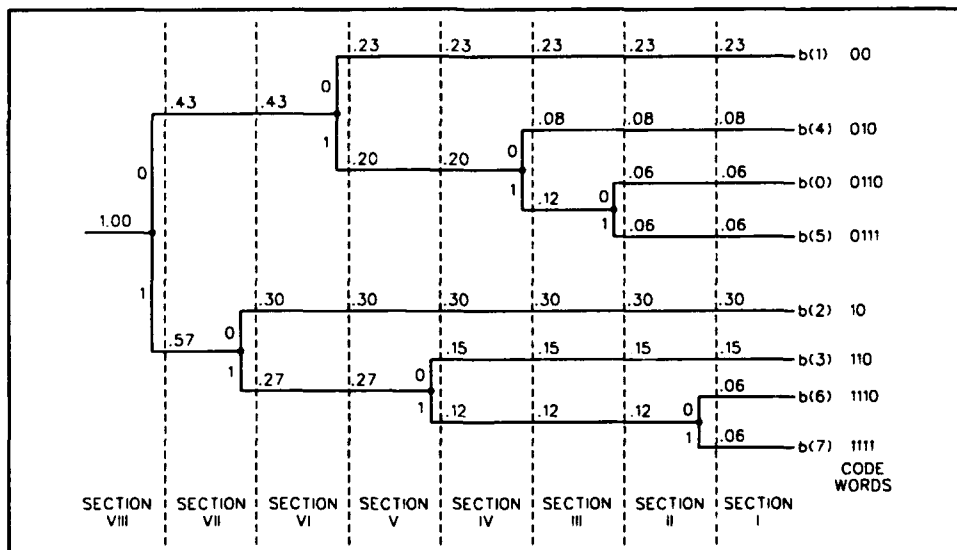 .23 .23 .23 .23 .23 b(1) 00
0
.43 .43
1
.08 .08 .08 b(4) 010
.20 .20 0
0
1
.06 .06 b(0) 0110
.12 0
1
.06 .06 b(5) 0111
1.00
1
.30 .30 .30 .30 .30 .30 b(2) 10
0
.57
1
.15 .15 .15 .15 b(3) 110
.27 .27 0
1
.06 b(6) 1110
.12 .12 .12 0
1
.06 b(7) 1111
CODE
WORDS
SECTION SECTION SECTION SECTION SECTION SECTION SECTION SECTION
VIII VII VI V IV III II I